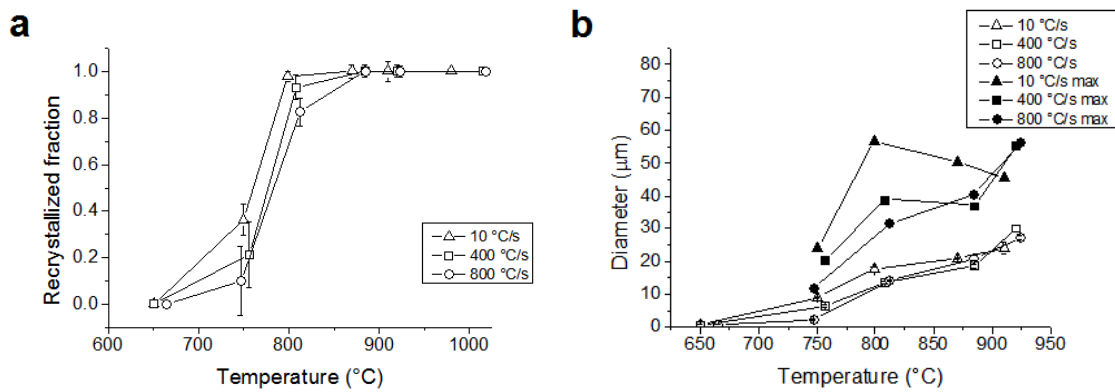 a
1.0
0.8
0.6
0.4
0.2
0.0
Recrystallized fraction
10 °C/s
400 °C/s
800 °C/s
600 700 800 900 1000
Temperature (°C)
b
10 °C/s
400 °C/s
800 °C/s
10 °C/s max
400 °C/s max
800 °C/s max
80
70
60
50
40
30
20
10
0
Diameter (µm)
650 700 750 800 850 900 950
Temperature (°C)